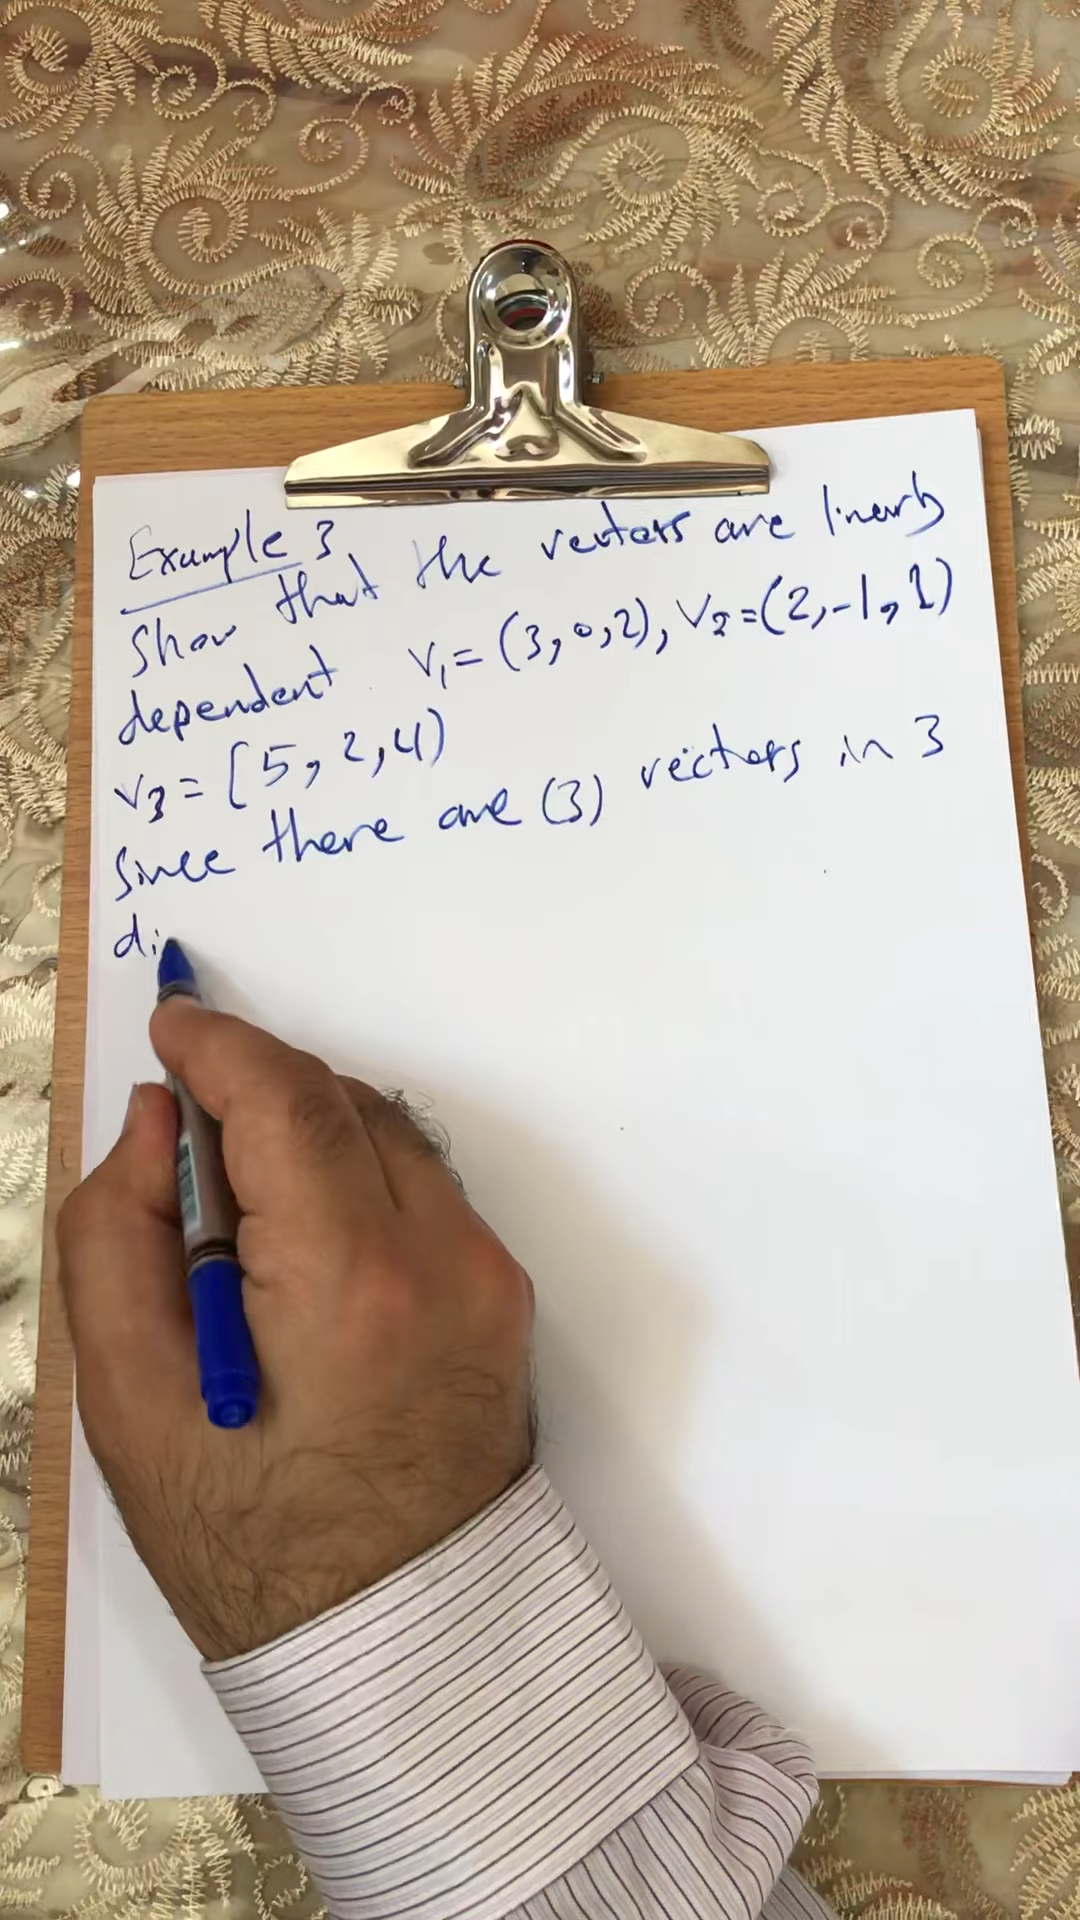 Example 3
Show that the vectors are linearly
dependent v₁ = (3, 0, 2), v₂ = (2, -1, 1)
v₃ = (5, 2, 4)
Since there are (3) vectors in 3
di